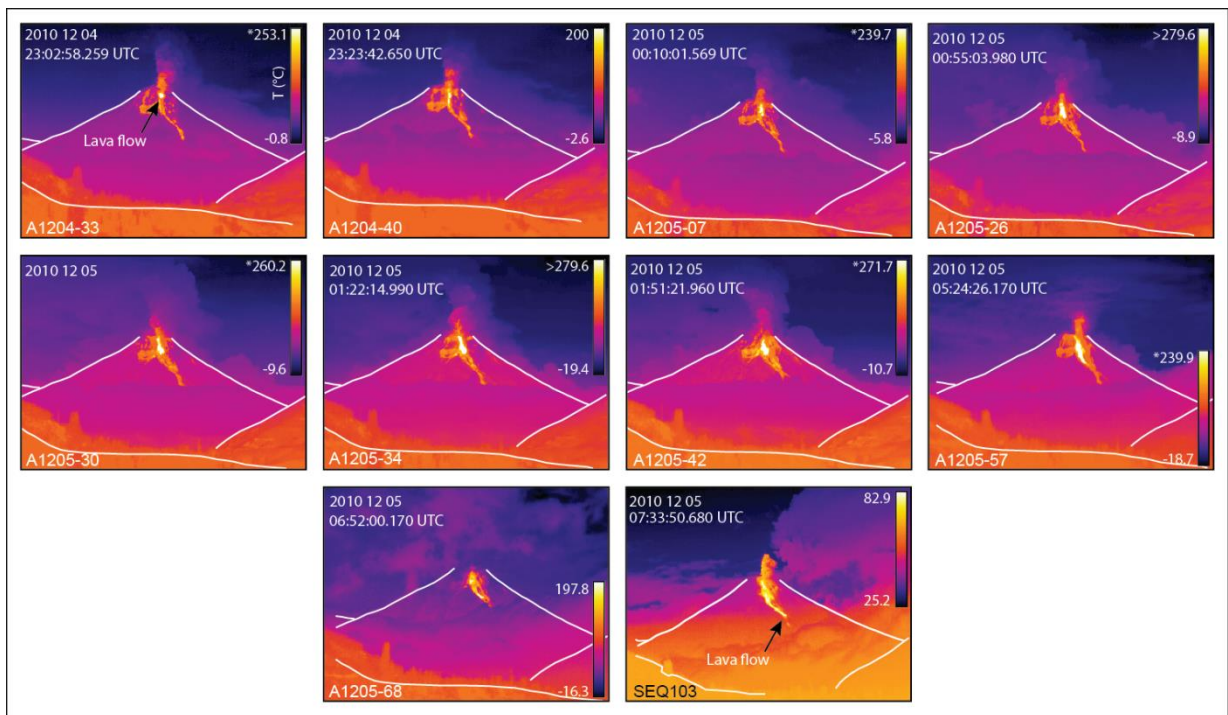 2010 12 04
23:02:58.259 UTC
*253.1
T (°C)
-0.8
Lava flow
A1204-33
2010 12 04
23:23:42.650 UTC
200
-2.6
A1204-40
2010 12 05
00:10:01.569 UTC
*239.7
-5.8
A1205-07
2010 12 05
00:55:03.980 UTC
>279.6
-8.9
A1205-26
2010 12 05
*260.2
-9.6
A1205-30
2010 12 05
01:22:14.990 UTC
>279.6
-19.4
A1205-34
2010 12 05
01:51:21.960 UTC
*271.7
-10.7
A1205-42
2010 12 05
05:24:26.170 UTC
*239.9
-18.7
A1205-57
2010 12 05
06:52:00.170 UTC
197.8
-16.3
A1205-68
2010 12 05
07:33:50.680 UTC
82.9
25.2
Lava flow
SEQ103